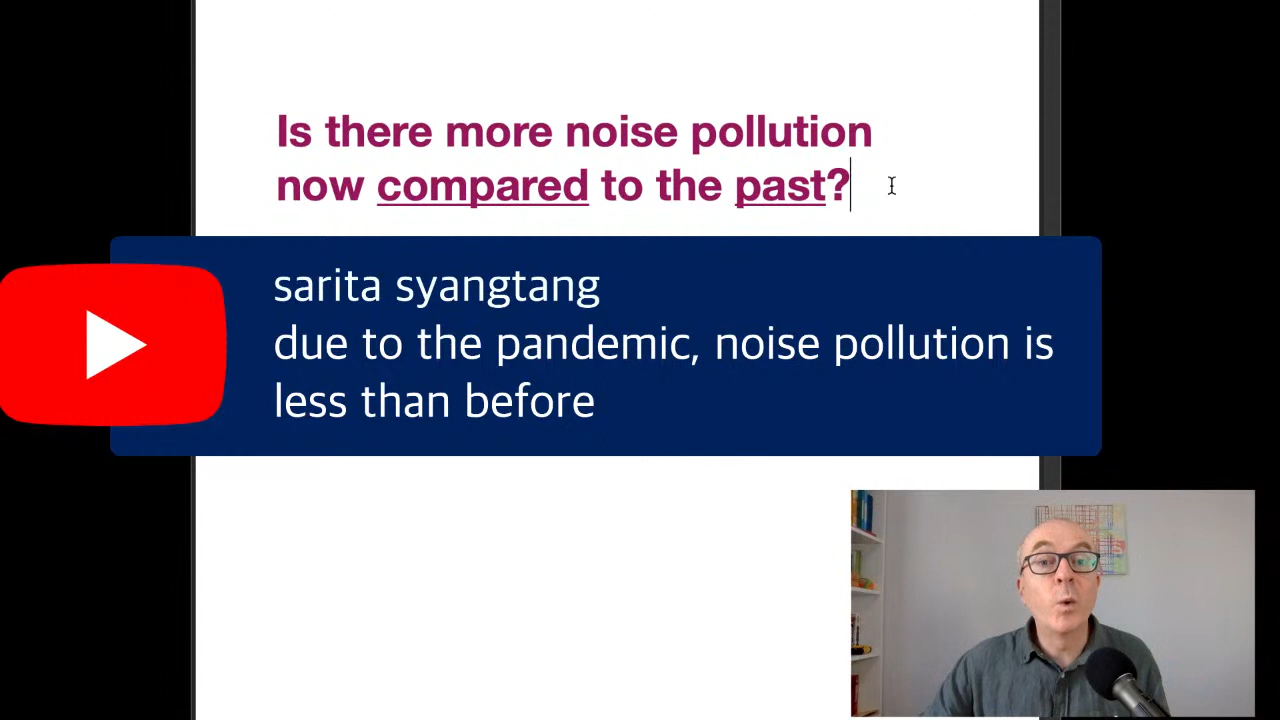 Is there more noise pollution
now compared to the past?
sarita syangtang
due to the pandemic, noise pollution is
less than before